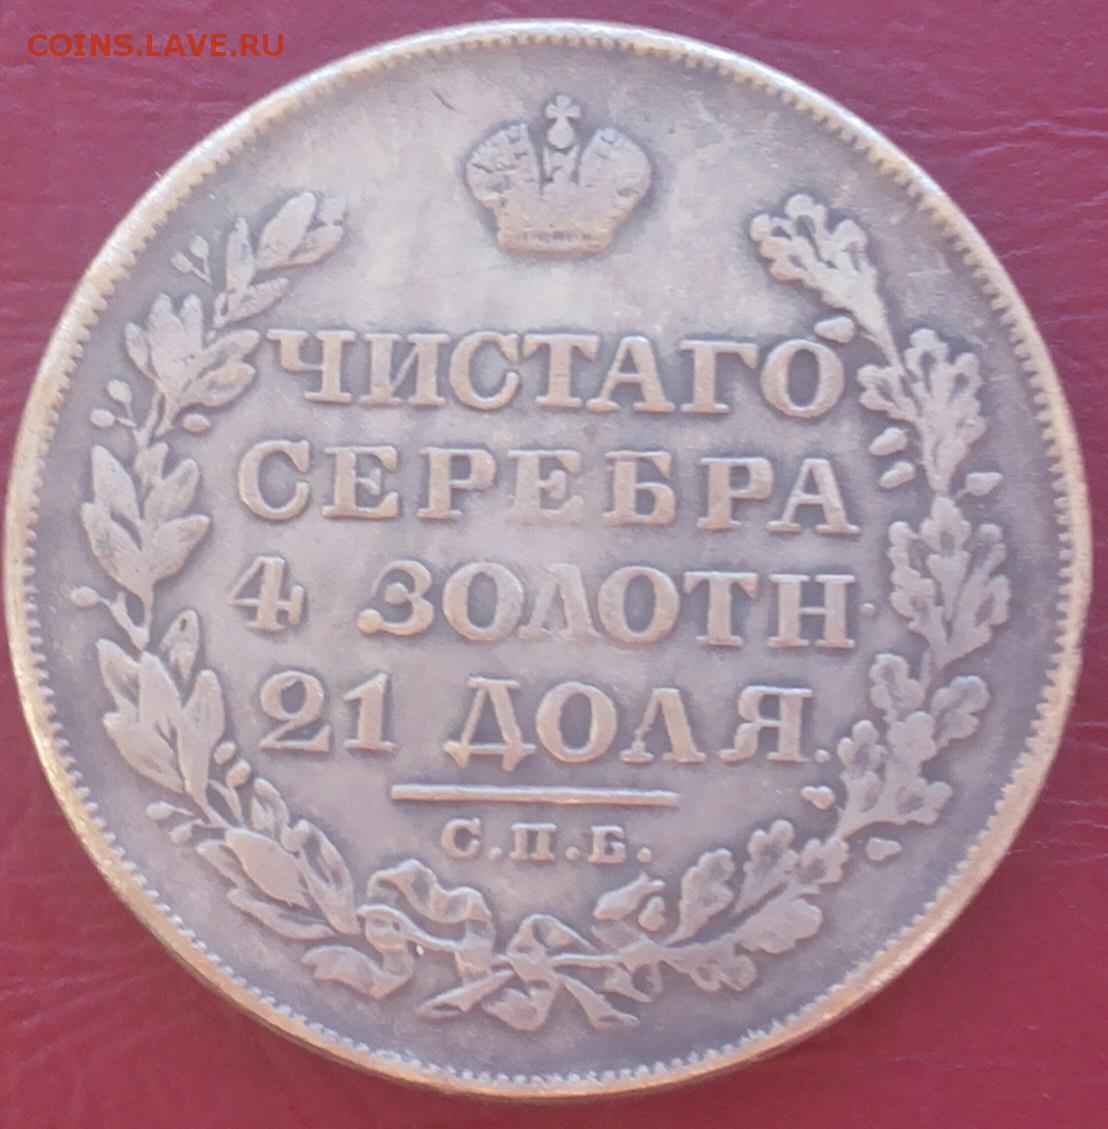 COINS.LAVE.RU
ЧИСТАГО
СЕРЕБРА
4 ЗОЛОТН.
21 ДОЛЯ.
С.П.Б.